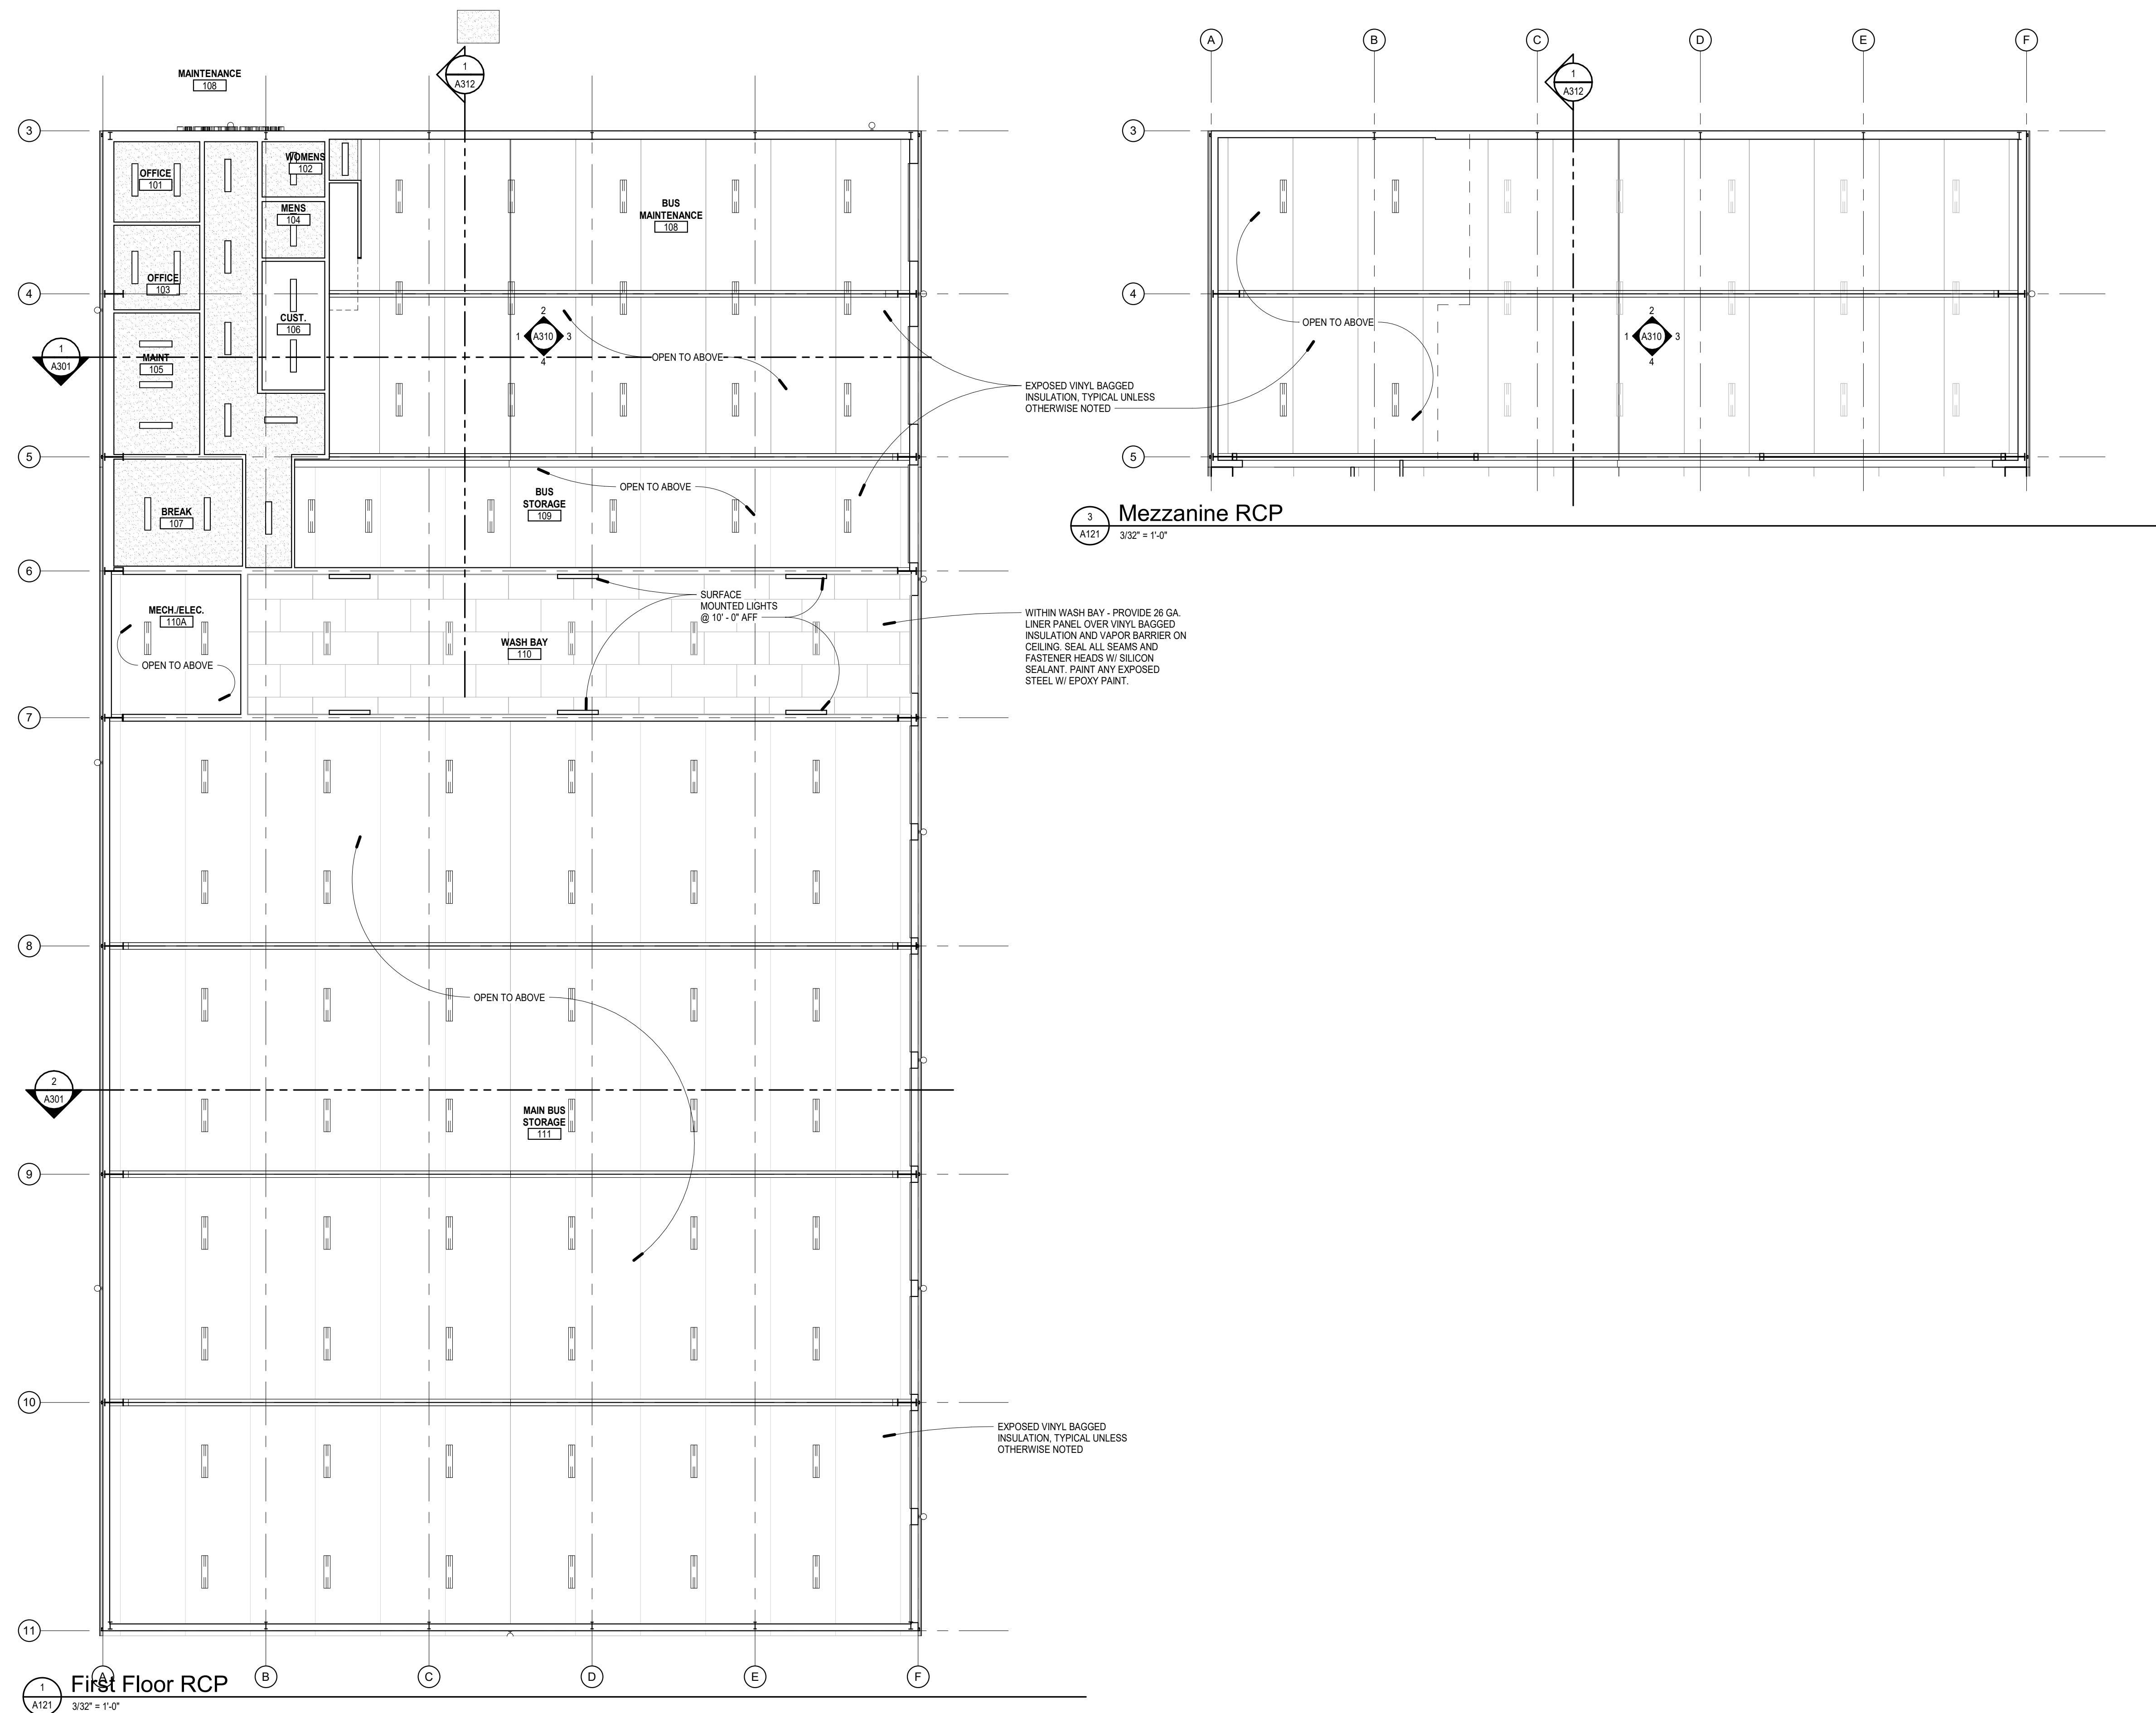 1
A312
MAINTENANCE
108
3
4
5
6
7
8
9
10
11
OFFICE
101
WOMENS
102
MENS
104
OFFICE
103
CUST.
106
MAINT
105
BREAK
107
BUS
MAINTENANCE
108
2
1 A310 3
4
OPEN TO ABOVE
1
A301
BUS
STORAGE
109
OPEN TO ABOVE
EXPOSED VINYL BAGGED
INSULATION, TYPICAL UNLESS
OTHERWISE NOTED
MECH./ELEC.
110A
OPEN TO ABOVE
WASH BAY
110
SURFACE
MOUNTED LIGHTS
@ 10' - 0" AFF
WITHIN WASH BAY - PROVIDE 26 GA.
LINER PANEL OVER VINYL BAGGED
INSULATION AND VAPOR BARRIER ON
CEILING. SEAL ALL SEAMS AND
FASTENER HEADS W/ SILICON
SEALANT. PAINT ANY EXPOSED
STEEL W/ EPOXY PAINT.
OPEN TO ABOVE
2
A301
MAIN BUS
STORAGE
111
EXPOSED VINYL BAGGED
INSULATION, TYPICAL UNLESS
OTHERWISE NOTED
A B C D E F
1
A121
First Floor RCP
3/32" = 1'-0"
A B C D E F
1
A312
3
4
5
OPEN TO ABOVE
2
1 A310 3
4
3
A121
Mezzanine RCP
3/32" = 1'-0"